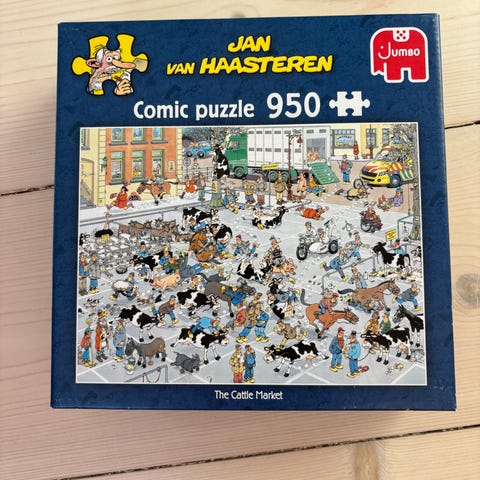 JAN
VAN HAASTEREN
Jumbo
Comic puzzle 950
The Cattle Market